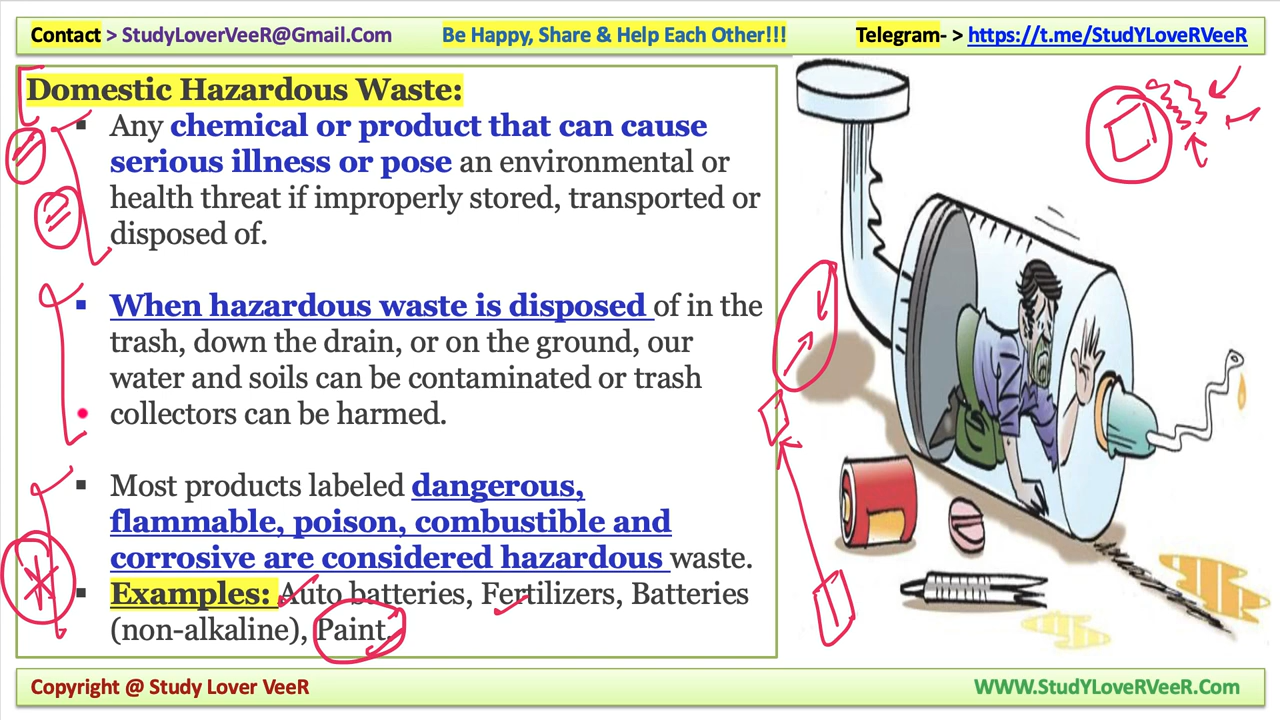 Contact > StudyLoverVeeR@Gmail.Com Be Happy, Share & Help Each Other!!! Telegram- > https://t.me/StudYLoveRVeeR
Domestic Hazardous Waste:
▪ Any chemical or product that can cause
serious illness or pose an environmental or
health threat if improperly stored, transported or
disposed of.
▪ When hazardous waste is disposed of in the
trash, down the drain, or on the ground, our
water and soils can be contaminated or trash
collectors can be harmed.
▪ Most products labeled dangerous,
flammable, poison, combustible and
corrosive are considered hazardous waste.
▪ Examples: Auto batteries, Fertilizers, Batteries
(non-alkaline), Paint.
Copyright @ Study Lover VeeR WWW.StudYLoveRVeeR.Com